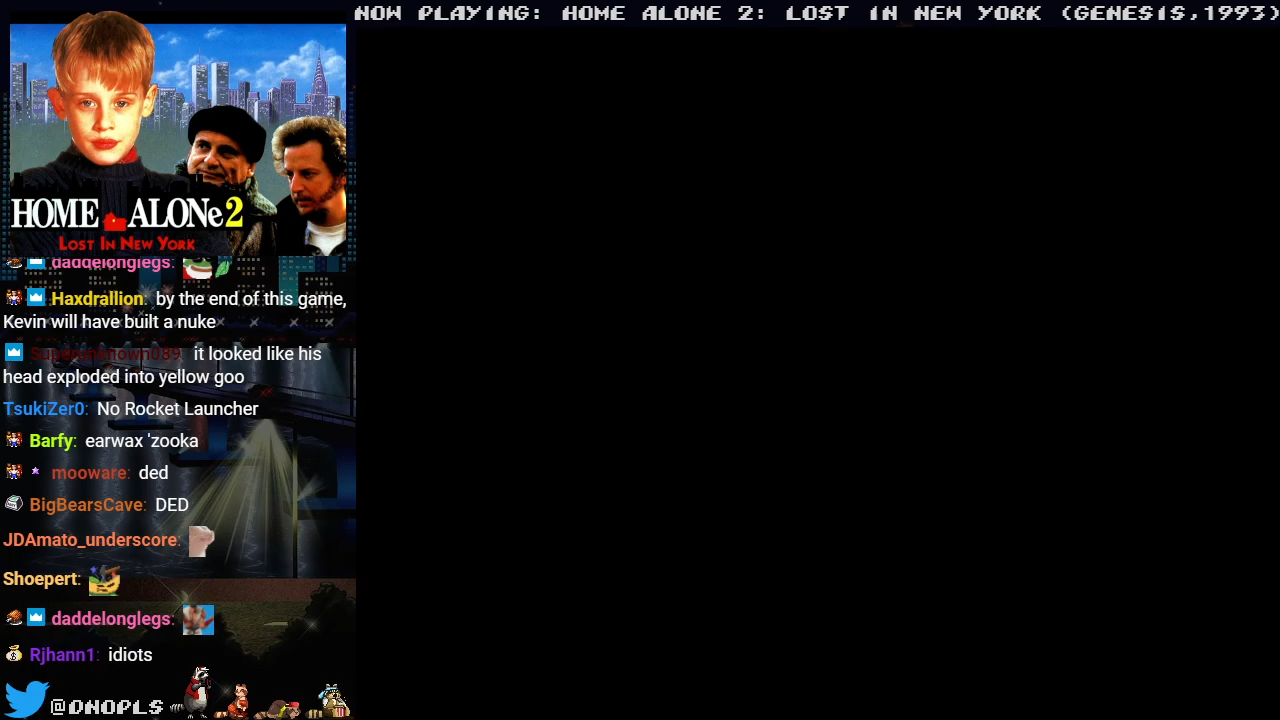 NOW PLAYING: HOME ALONE 2: LOST IN NEW YORK (GENESIS,1993)
HOME ALONe 2
LOST IN NEW YORK
daddelonglegs:
Haxdrallion: by the end of this game,
Kevin will have built a nuke
Superunknown089: it looked like his
head exploded into yellow goo
TsukiZer0: No Rocket Launcher
Barfy: earwax 'zooka
mooware: ded
BigBearsCave: DED
JDAmato_underscore:
Shoepert:
daddelonglegs:
Rjhann1: idiots
@DHOPLS